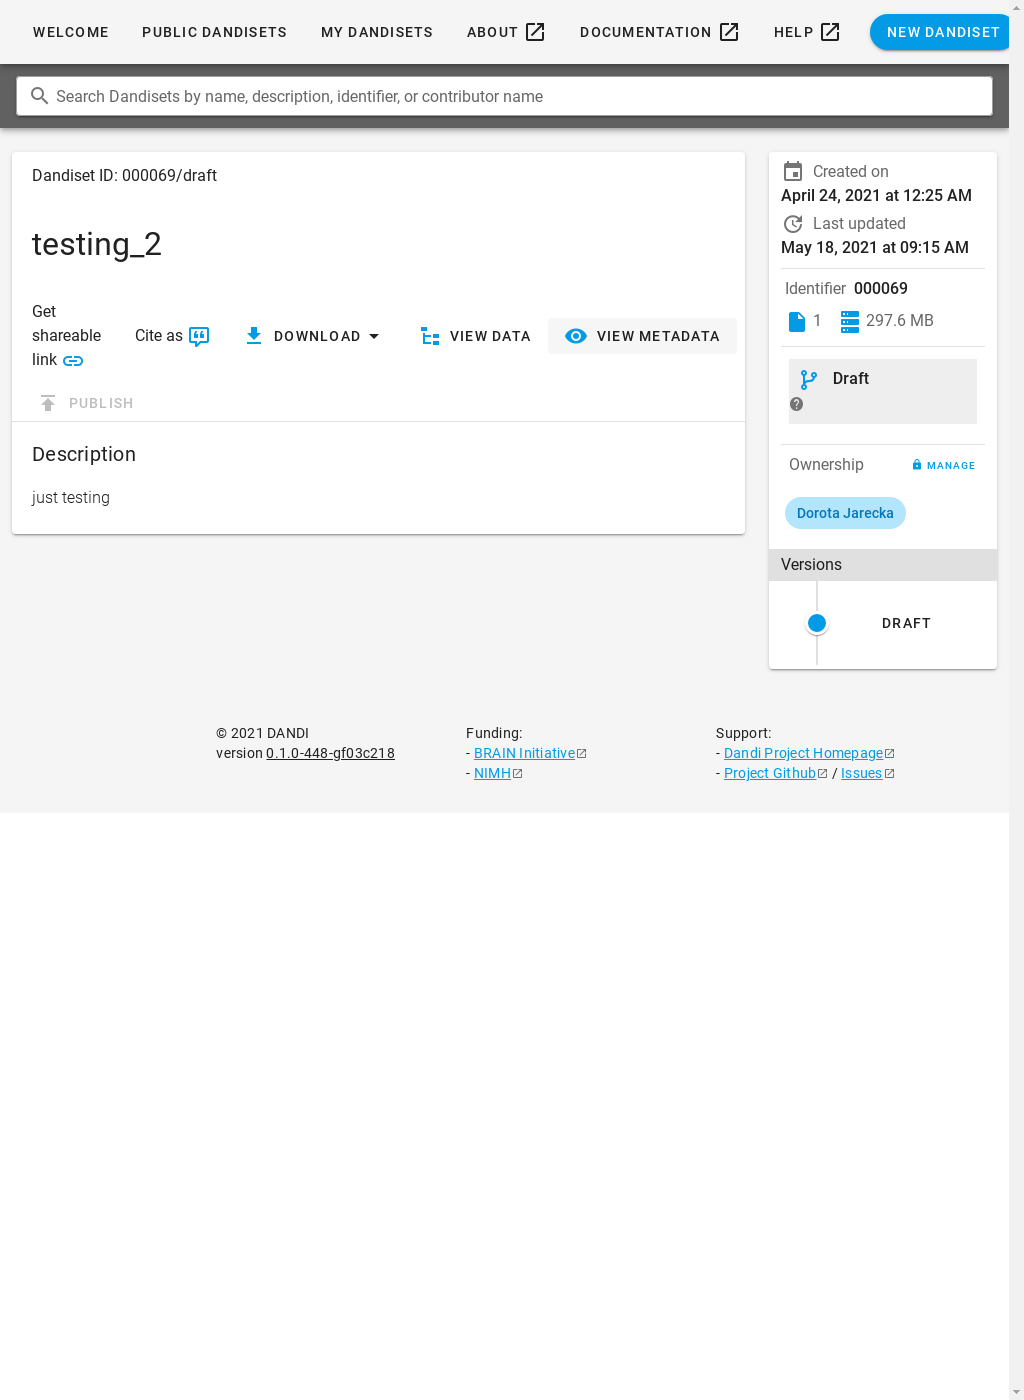 WELCOME
PUBLIC DANDISETS
MY DANDISETS
ABOUT
DOCUMENTATION
HELP
NEW DANDISET
Search Dandisets by name, description, identifier, or contributor name
Dandiset ID: 000069/draft
testing_2
Get
shareable
link
Cite as
DOWNLOAD
VIEW DATA
VIEW METADATA
PUBLISH
Description
just testing
Created on
April 24, 2021 at 12:25 AM
Last updated
May 18, 2021 at 09:15 AM
Identifier 000069
1 297.6 MB
Draft
Ownership
MANAGE
Dorota Jarecka
Versions
DRAFT
© 2021 DANDI
version 0.1.0-448-gf03c218
Funding:
- BRAIN Initiative
- NIMH
Support:
- Dandi Project Homepage
- Project Github / Issues